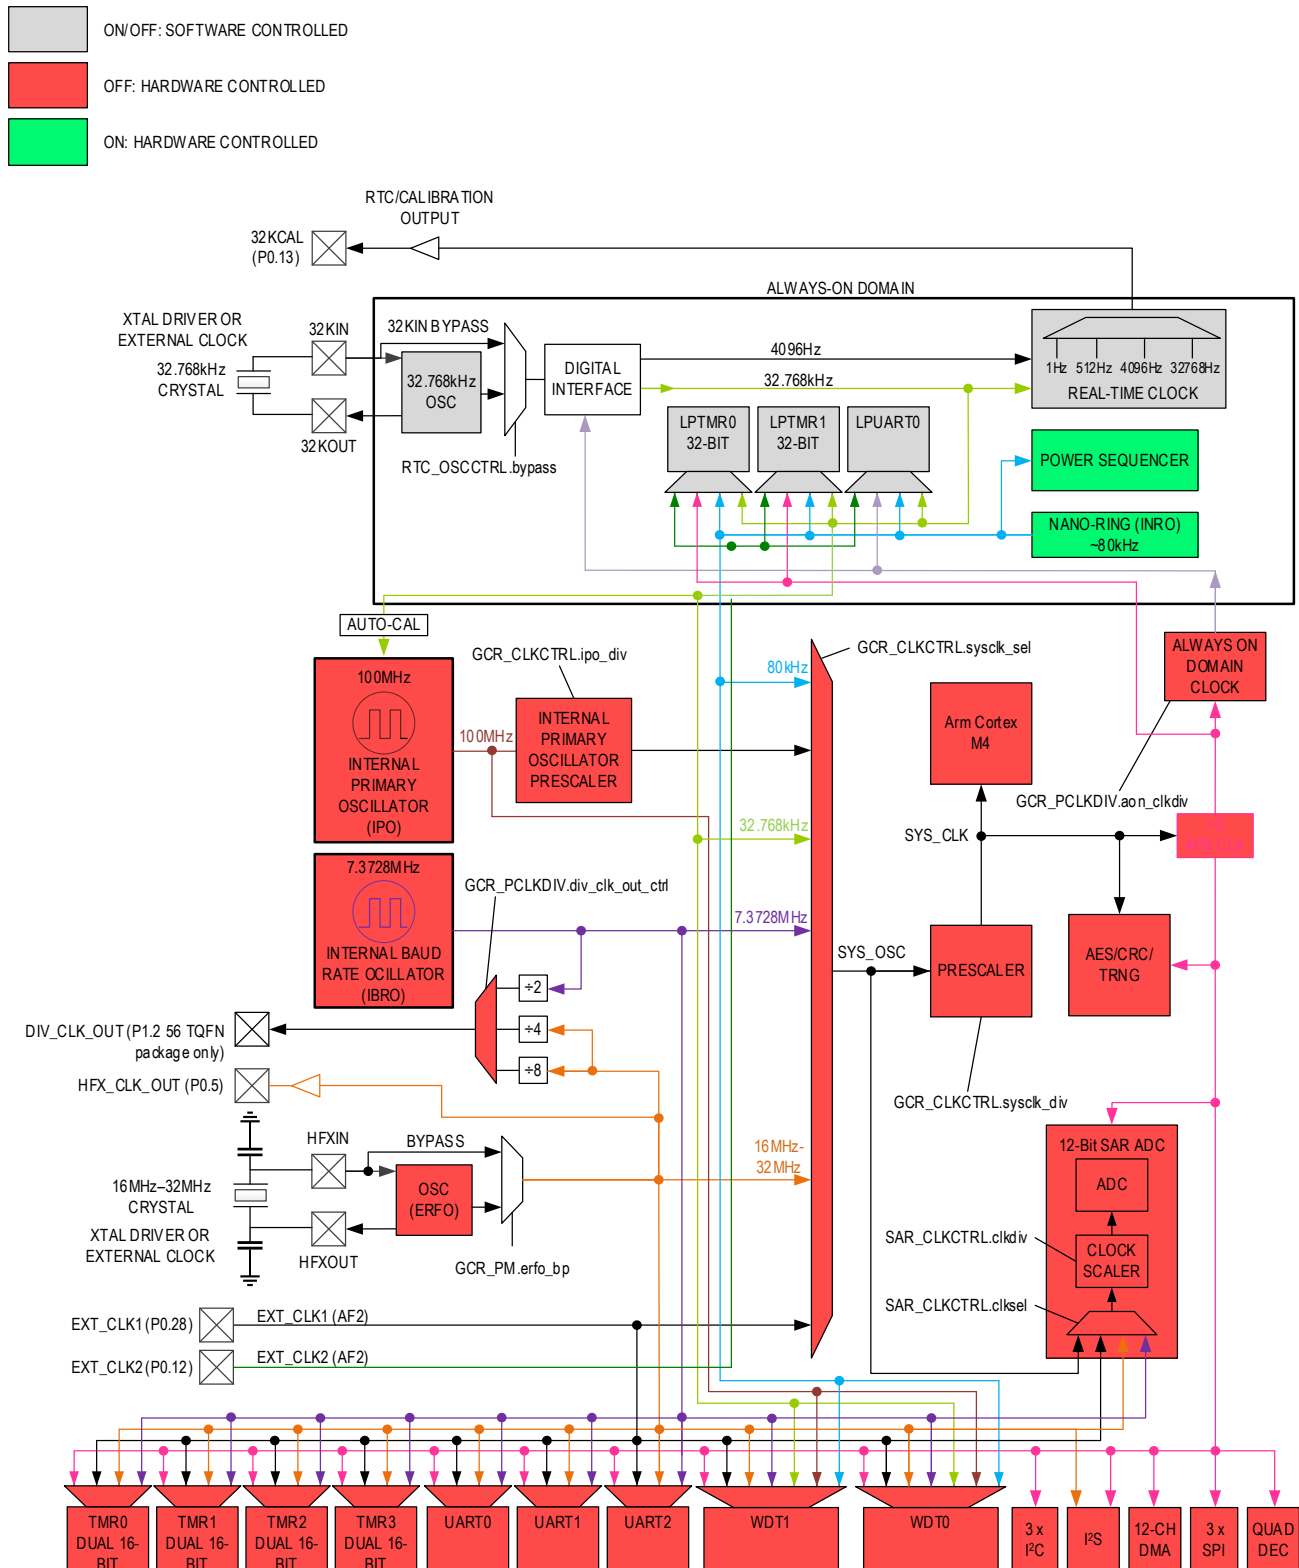 ON/OFF: SOFTWARE CONTROLLED
OFF: HARDWARE CONTROLLED
ON: HARDWARE CONTROLLED
RTC/CALIBRATION
OUTPUT
32KCAL
(P0.13)
ALWAYS-ON DOMAIN
XTAL DRIVER OR
EXTERNAL CLOCK
32.768kHz
CRYSTAL
32KIN
32KOUT
32KIN BYPASS
32.768kHz
OSC
RTC_OSCCTRL.bypass
DIGITAL
INTERFACE
4096Hz
32.768kHz
1Hz
512Hz
4096Hz
32768Hz
REAL-TIME CLOCK
LPTMR0
32-BIT
LPTMR1
32-BIT
LPUART0
POWER SEQUENCER
NANO-RING (INRO)
~80kHz
AUTO-CAL
100MHz
INTERNAL
PRIMARY
OSCILLATOR
(IPO)
GCR_CLKCTRL.ipo_div
100MHz
INTERNAL
PRIMARY
OSCILLATOR
PRESCALER
80kHz
GCR_CLKCTRL.sysclk_sel
ALWAYS ON
DOMAIN
CLOCK
Arm Cortex
M4
GCR_PCLKDIV.aon_clkdiv
32.768kHz
SYS_CLK
7.3728MHz
INTERNAL BAUD
RATE OCILLATOR
(IBRO)
GCR_PCLKDIV.div_clk_out_ctrl
7.3728MHz
SYS_OSC
PRESCALER
AES/CRC/
TRNG
÷2
÷4
÷8
DIV_CLK_OUT (P1.2 56 TQFN
package only)
HFX_CLK_OUT (P0.5)
GCR_CLKCTRL.sysclk_div
HFXIN
BYPASS
16MHz–32MHz
CRYSTAL
XTAL DRIVER OR
EXTERNAL CLOCK
OSC
(ERFO)
HFXOUT
GCR_PM.erfo_bp
16MHz-
32MHz
12-Bit SAR ADC
ADC
SAR_CLKCTRL.clkdiv
CLOCK
SCALER
SAR_CLKCTRL.clksel
EXT_CLK1 (P0.28)
EXT_CLK1 (AF2)
EXT_CLK2 (P0.12)
EXT_CLK2 (AF2)
TMR0
DUAL 16-
BIT
TMR1
DUAL 16-
BIT
TMR2
DUAL 16-
BIT
TMR3
DUAL 16-
BIT
UART0
UART1
UART2
WDT1
WDT0
3 x
I²C
I²S
12-CH
DMA
3 x
SPI
QUAD
DEC